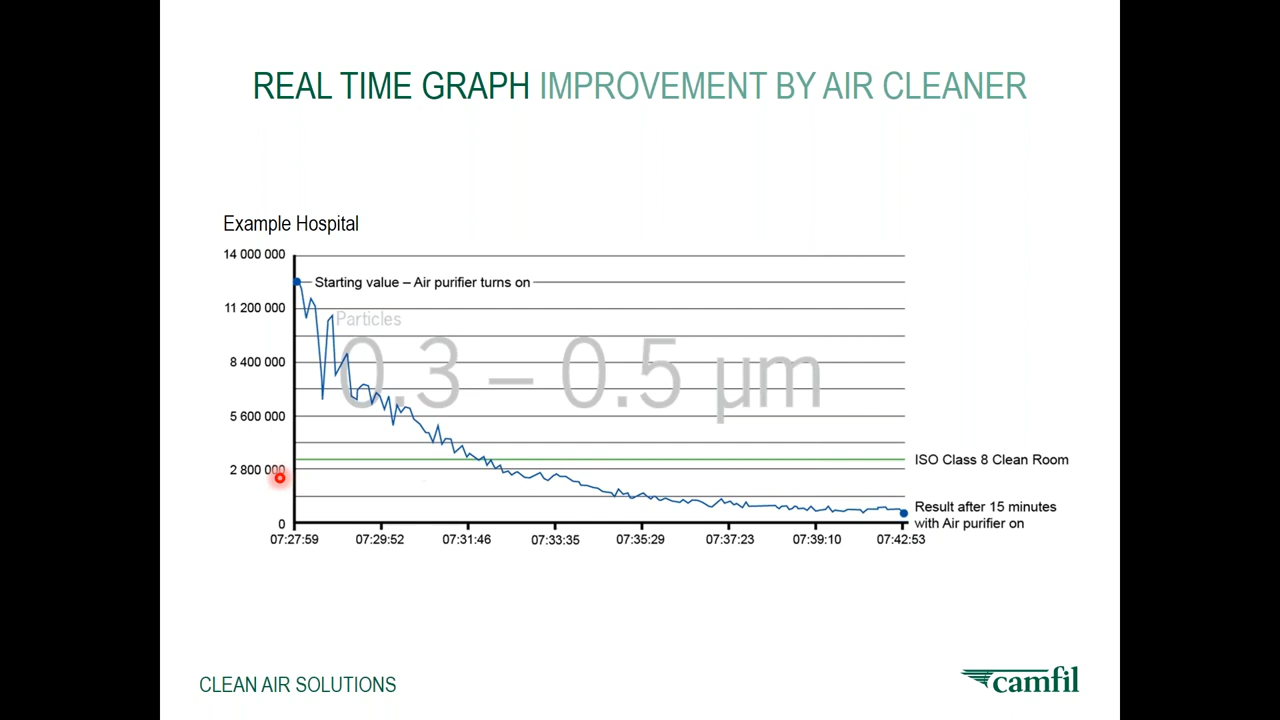 REAL TIME GRAPH IMPROVEMENT BY AIR CLEANER
Example Hospital
14 000 000
Starting value – Air purifier turns on
11 200 000
Particles
0.3 – 0.5 µm
8 400 000
5 600 000
ISO Class 8 Clean Room
2 800 000
Result after 15 minutes
with Air purifier on
0
07:27:59 07:29:52 07:31:46 07:33:35 07:35:29 07:37:23 07:39:10 07:42:53
CLEAN AIR SOLUTIONS
camfil